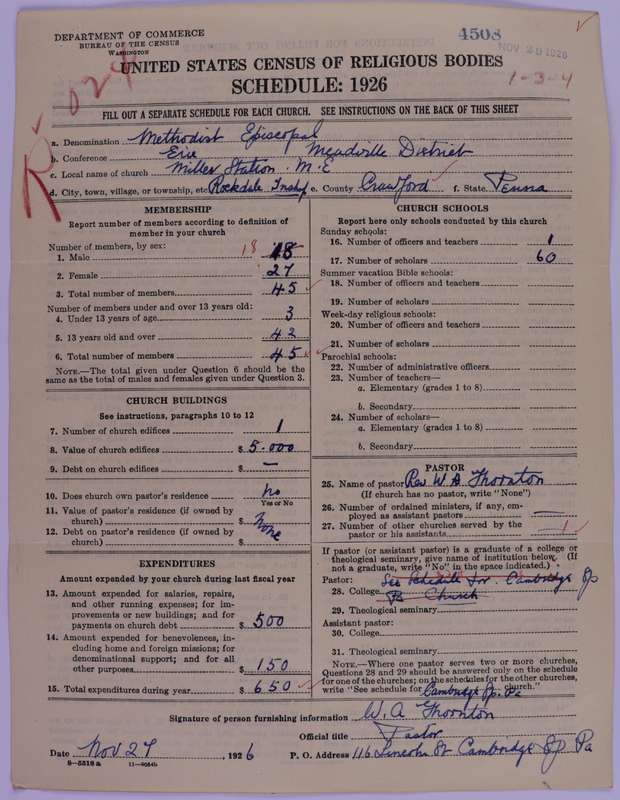 DEPARTMENT OF COMMERCE
BUREAU OF THE CENSUS
WASHINGTON
4508
NOV 29 1926
UNITED STATES CENSUS OF RELIGIOUS BODIES
1-3-4
SCHEDULE: 1926
FILL OUT A SEPARATE SCHEDULE FOR EACH CHURCH. SEE INSTRUCTIONS ON THE BACK OF THIS SHEET
a. Denomination Methodist Episcopal
b. Conference Erie Meadville District
c. Local name of church Miller Station M.E
d. City, town, village, or township, etc Rockdale Tnshp e. County Crawford f. State Penna
MEMBERSHIP
Report number of members according to definition of
member in your church
Number of members, by sex:
1. Male 18 18
2. Female 27
3. Total number of members 45
Number of members under and over 13 years old:
4. Under 13 years of age 3
5. 13 years old and over 42
6. Total number of members 45
NOTE.—The total given under Question 6 should be
same as the total of males and females given under Question 3.
CHURCH BUILDINGS
See instructions, paragraphs 10 to 12
7. Number of church edifices 1
8. Value of church edifices $ 5.000
9. Debt on church edifices $ —
10. Does church own pastor's residence No
Yes or No
11. Value of pastor's residence (if owned by
church) $ None
12. Debt on pastor's residence (if owned by
church) $
EXPENDITURES
Amount expended by your church during last fiscal year
13. Amount expended for salaries, repairs,
and other running expenses; for im-
provements or new buildings; and for
payments on church debt $ 500
14. Amount expended for benevolences, in-
cluding home and foreign missions; for
denominational support; and for all
other purposes $ 150
15. Total expenditures during year $ 650
CHURCH SCHOOLS
Report here only schools conducted by this church
Sunday schools:
16. Number of officers and teachers 1
17. Number of scholars 60
Summer vacation Bible schools:
18. Number of officers and teachers
19. Number of scholars
Week-day religious schools:
20. Number of officers and teachers
21. Number of scholars
Parochial schools:
22. Number of administrative officers
23. Number of teachers—
a. Elementary (grades 1 to 8)
b. Secondary
24. Number of scholars—
a. Elementary (grades 1 to 8)
b. Secondary
PASTOR
25. Name of pastor Rev W A Thornton
(If church has no pastor, write "None")
26. Number of ordained ministers, if any, em-
ployed as assistant pastors —
27. Number of other churches served by the
pastor or his assistants 1
If pastor (or assistant pastor) is a graduate of a college or
theological seminary, give name of institution below. (If
not a graduate, write "No" in the space indicated.)
Pastor: See Schedule for Cambridge Sp
28. College Pa Church
29. Theological seminary
Assistant pastor:
30. College
31. Theological seminary
NOTE.—Where one pastor serves two or more churches,
Questions 28 and 29 should be answered only on the schedule
for one of the churches; on the schedules for the other churches,
write "See schedule for Cambridge Sp. Pa church."
Signature of person furnishing information W. A Thornton
Official title Pastor
Date Nov 27, 1926 P. O. Address 116 Lincoln St Cambridge Sp Pa
8—5518 a 11—9064b